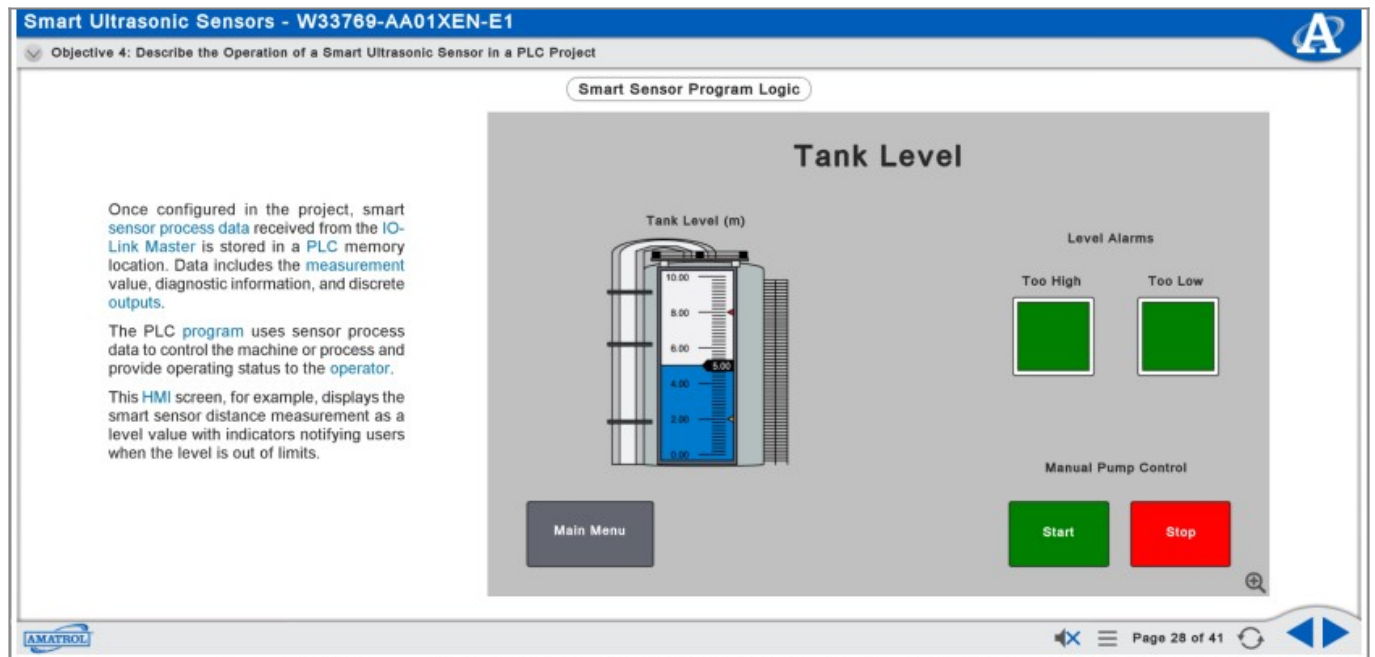 Smart Ultrasonic Sensors - W33769-AA01XEN-E1
Objective 4: Describe the Operation of a Smart Ultrasonic Sensor in a PLC Project
Smart Sensor Program Logic
Once configured in the project, smart
sensor process data received from the IO-
Link Master is stored in a PLC memory
location. Data includes the measurement
value, diagnostic information, and discrete
outputs.
The PLC program uses sensor process
data to control the machine or process and
provide operating status to the operator.
This HMI screen, for example, displays the
smart sensor distance measurement as a
level value with indicators notifying users
when the level is out of limits.
Tank Level
Tank Level (m)
10.00
8.00
6.00
5.00
4.00
2.00
0.00
Level Alarms
Too High Too Low
Manual Pump Control
Main Menu
Start Stop
A
AMATROL
Page 28 of 41